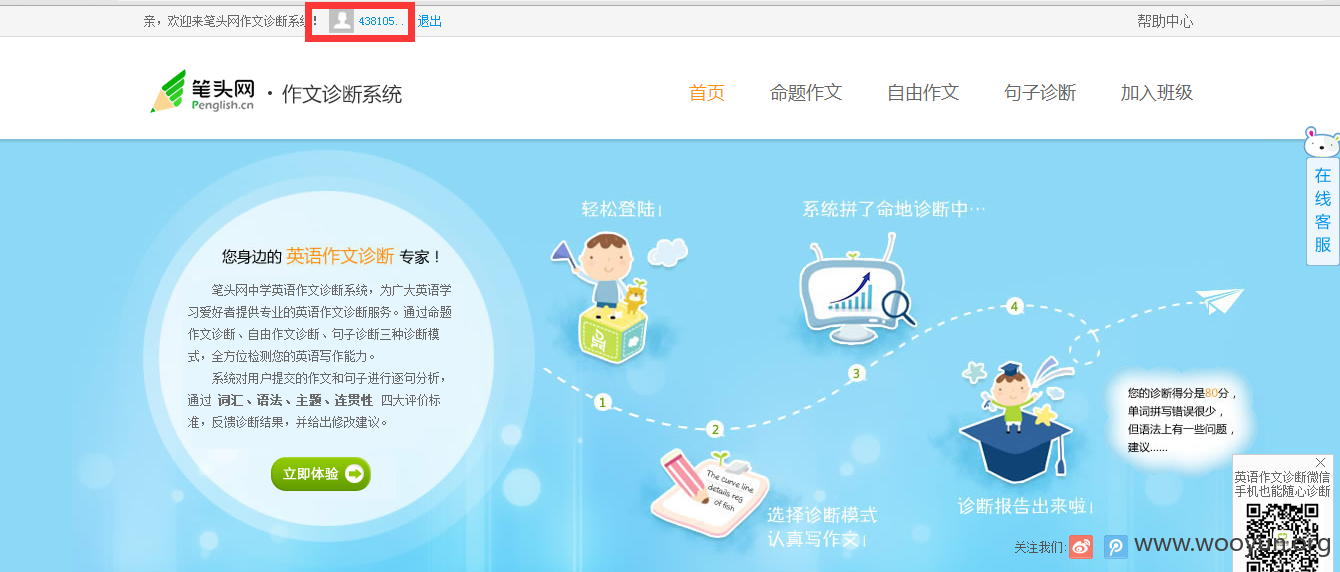 亲，欢迎来笔头网作文诊断系统！ 438105.. 退出 帮助中心
笔头网 Penglish.cn · 作文诊断系统
首页 命题作文 自由作文 句子诊断 加入班级
在线客服
您身边的 英语作文诊断 专家！
笔头网中学英语作文诊断系统，为广大英语学
习爱好者提供专业的英语作文诊断服务。通过命题
作文诊断、自由作文诊断、句子诊断三种诊断模
式，全方位检测您的英语写作能力。
系统对用户提交的作文和句子进行逐句分析，
通过 词汇、语法、主题、连贯性 四大评价标
准，反馈诊断结果，并给出修改建议。
立即体验
轻松登陆!
1
2
The curve line
details reg
of fish
选择诊断模式
认真写作文!
系统拼了命地诊断中…
3
4
诊断报告出来啦!
您的诊断得分是80分，
单词拼写错误很少，
但语法上有一些问题，
建议......
英语作文诊断微信
手机也能随心诊断
关注我们:
www.wooyun.org